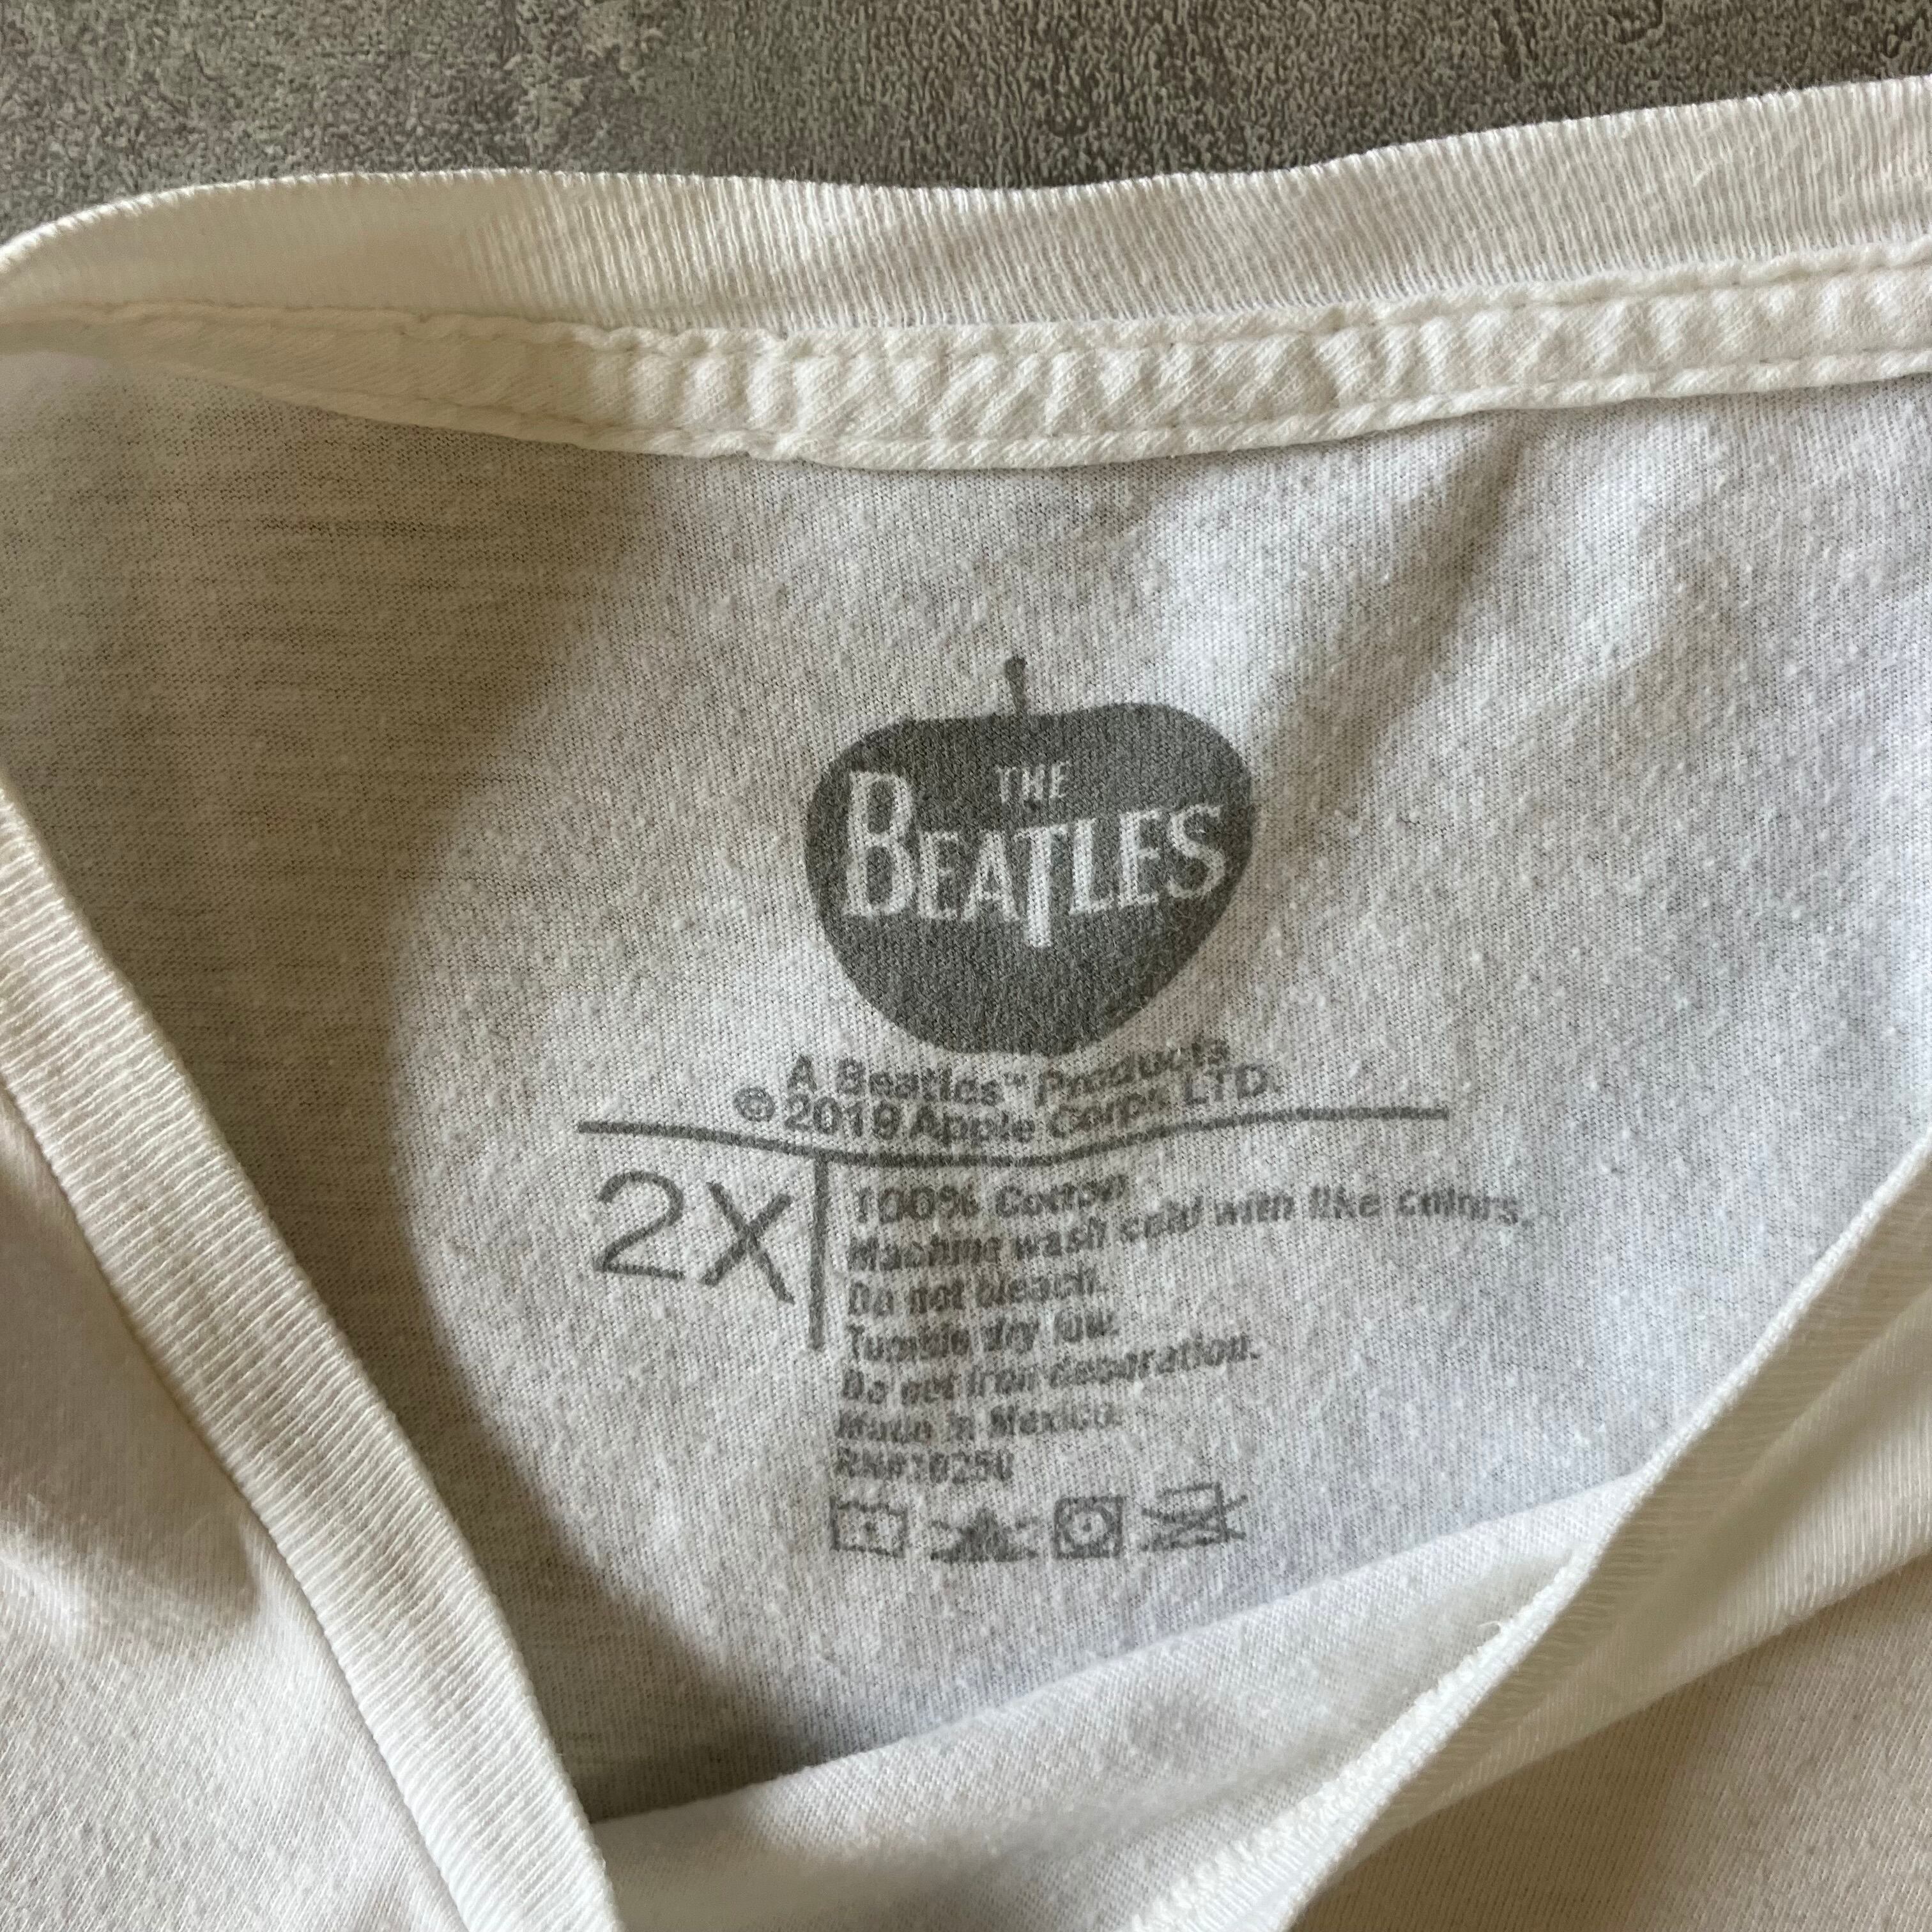 THE
BEATLES
A Beatles™ Products
© 2019 Apple Corps LTD.
2X
100% Cotton
Machine wash cold with like colors.
Do not bleach.
Tumble dry low.
Do not iron decoration.
Made in Mexico.